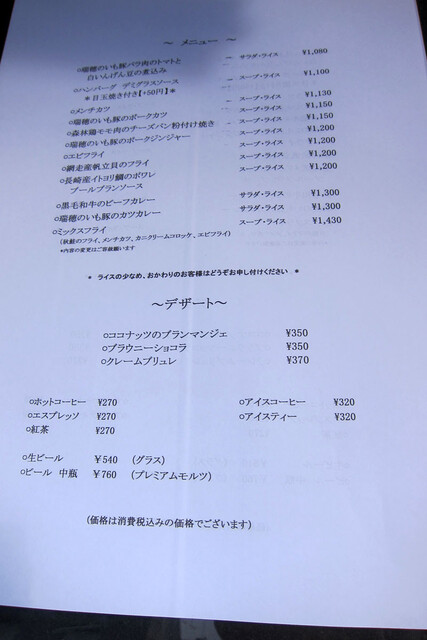 ～ メニュー ～
○瑞穂のいも豚バラ肉のトマトと
白いんげん豆の煮込み － サラダ・ライス ¥1,080
○ハンバーグ デミグラスソース － スープ・ライス ¥1,100
＊目玉焼き付き【+50円】＊
○メンチカツ － スープ・ライス ¥1,130
○瑞穂のいも豚のポークカツ － スープ・ライス ¥1,150
○森林鶏モモ肉のチーズパン粉付け焼き － スープ・ライス ¥1,150
○瑞穂のいも豚のポークジンジャー － スープ・ライス ¥1,200
○エビフライ － スープ・ライス ¥1,200
○網走産帆立貝のフライ － スープ・ライス ¥1,200
○長崎産イトヨリ鯛のポワレ － スープ・ライス ¥1,200
ブールブランソース
○黒毛和牛のビーフカレー － サラダ・ライス ¥1,300
○瑞穂のいも豚のカツカレー － サラダ・ライス ¥1,300
○ミックスフライ － スープ・ライス ¥1,430
(秋鮭のフライ、メンチカツ、カニクリームコロッケ、エビフライ)
*内容の変更はご容赦願います
＊ ライスの少なめ、おかわりのお客様はどうぞお申し付けください ＊
～デザート～
○ココナッツのブランマンジェ ¥350
○ブラウニーショコラ ¥350
○クレームブリュレ ¥370
○ホットコーヒー ¥270 ○アイスコーヒー ¥320
○エスプレッソ ¥270 ○アイスティー ¥320
○紅茶 ¥270
○生ビール ¥540 (グラス)
○ビール 中瓶 ¥760 (プレミアムモルツ)
(価格は消費税込みの価格でございます)